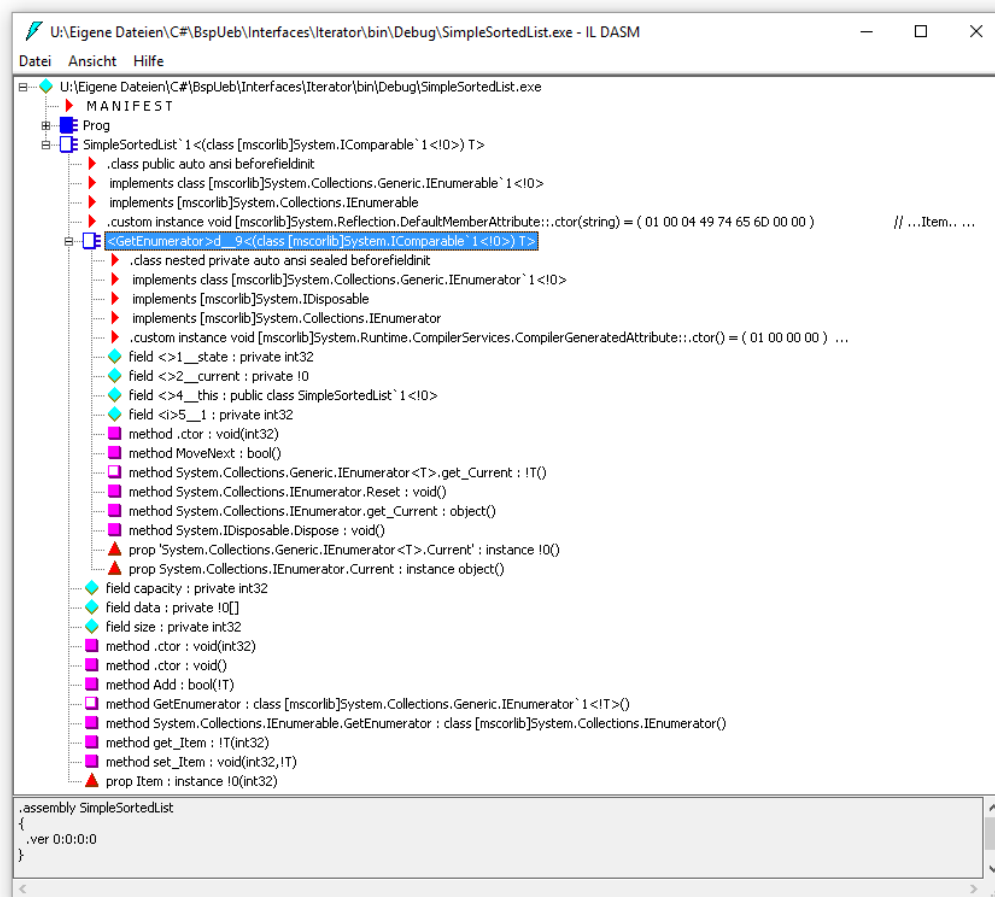 U:\Eigene Dateien\C#\BspUeb\Interfaces\Iterator\bin\Debug\SimpleSortedList.exe - IL DASM
Datei Ansicht Hilfe
U:\Eigene Dateien\C#\BspUeb\Interfaces\Iterator\bin\Debug\SimpleSortedList.exe
M A N I F E S T
Prog
SimpleSortedList`1<(class [mscorlib]System.IComparable`1<!0>) T>
.class public auto ansi beforefieldinit
implements class [mscorlib]System.Collections.Generic.IEnumerable`1<!0>
implements [mscorlib]System.Collections.IEnumerable
.custom instance void [mscorlib]System.Reflection.DefaultMemberAttribute::.ctor(string) = ( 01 00 04 49 74 65 6D 00 00 ) // ...Item.. ...
<GetEnumerator>d__9<(class [mscorlib]System.IComparable`1<!0>) T>
.class nested private auto ansi sealed beforefieldinit
implements class [mscorlib]System.Collections.Generic.IEnumerator`1<!0>
implements [mscorlib]System.IDisposable
implements [mscorlib]System.Collections.IEnumerator
.custom instance void [mscorlib]System.Runtime.CompilerServices.CompilerGeneratedAttribute::.ctor() = ( 01 00 00 00 ) ...
field <>1__state : private int32
field <>2__current : private !0
field <>4__this : public class SimpleSortedList`1<!0>
field <i>5__1 : private int32
method .ctor : void(int32)
method MoveNext : bool()
method System.Collections.Generic.IEnumerator<T>.get_Current : !T()
method System.Collections.IEnumerator.Reset : void()
method System.Collections.IEnumerator.get_Current : object()
method System.IDisposable.Dispose : void()
prop 'System.Collections.Generic.IEnumerator<T>.Current' : instance !0()
prop System.Collections.IEnumerator.Current : instance object()
field capacity : private int32
field data : private !0[]
field size : private int32
method .ctor : void(int32)
method .ctor : void()
method Add : bool(!T)
method GetEnumerator : class [mscorlib]System.Collections.Generic.IEnumerator`1<!T>()
method System.Collections.IEnumerable.GetEnumerator : class [mscorlib]System.Collections.IEnumerator()
method get_Item : !T(int32)
method set_Item : void(int32,!T)
prop Item : instance !0(int32)
.assembly SimpleSortedList
{
.ver 0:0:0:0
}